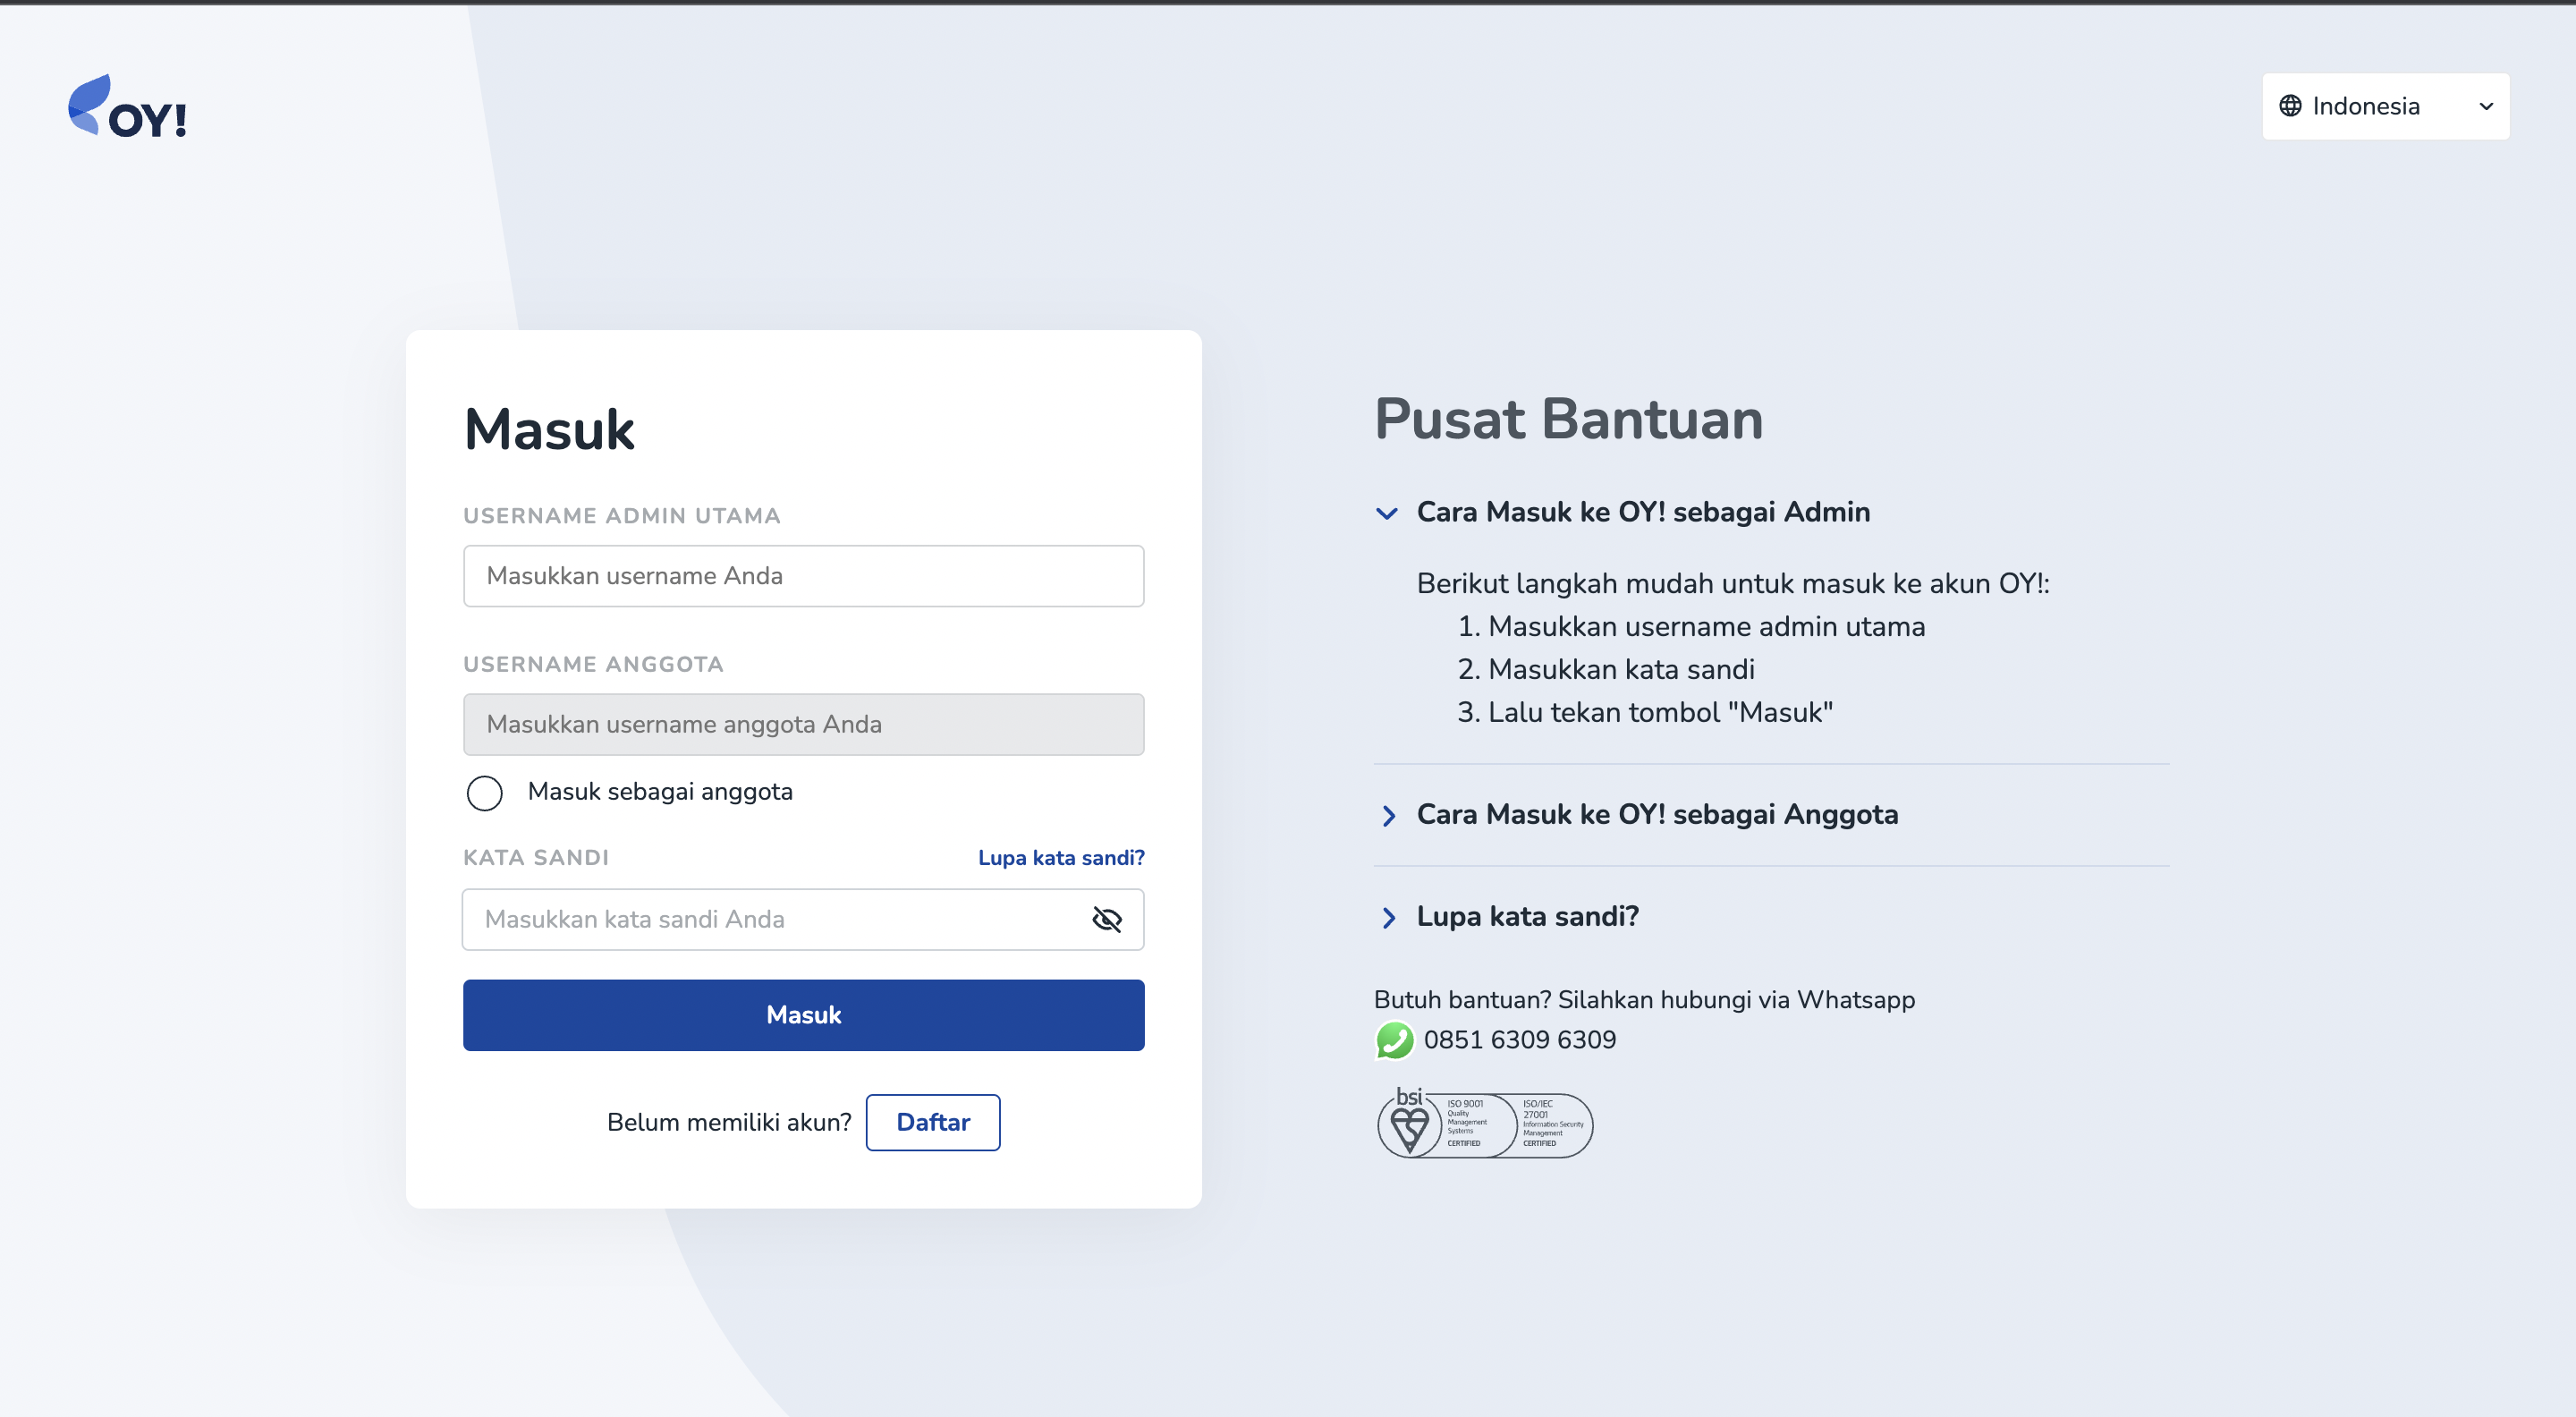 OY!
Indonesia
Masuk
USERNAME ADMIN UTAMA
Masukkan username Anda
USERNAME ANGGOTA
Masukkan username anggota Anda
Masuk sebagai anggota
KATA SANDI
Lupa kata sandi?
Masukkan kata sandi Anda
Masuk
Belum memiliki akun?
Daftar
Pusat Bantuan
Cara Masuk ke OY! sebagai Admin
Berikut langkah mudah untuk masuk ke akun OY!:
1. Masukkan username admin utama
2. Masukkan kata sandi
3. Lalu tekan tombol "Masuk"
Cara Masuk ke OY! sebagai Anggota
Lupa kata sandi?
Butuh bantuan? Silahkan hubungi via Whatsapp
0851 6309 6309
bsi
ISO 9001
Quality
Management
Systems
CERTIFIED
ISO/IEC
27001
Information Security
Management
CERTIFIED